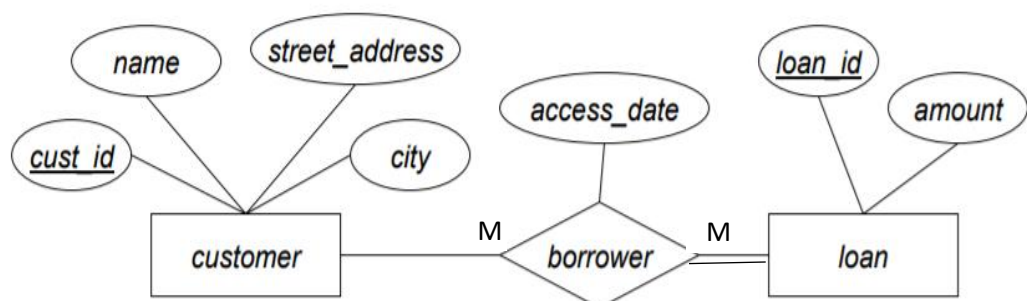 name
street_address
loan_id
access_date
amount
cust_id
city
M
M
customer
borrower
loan